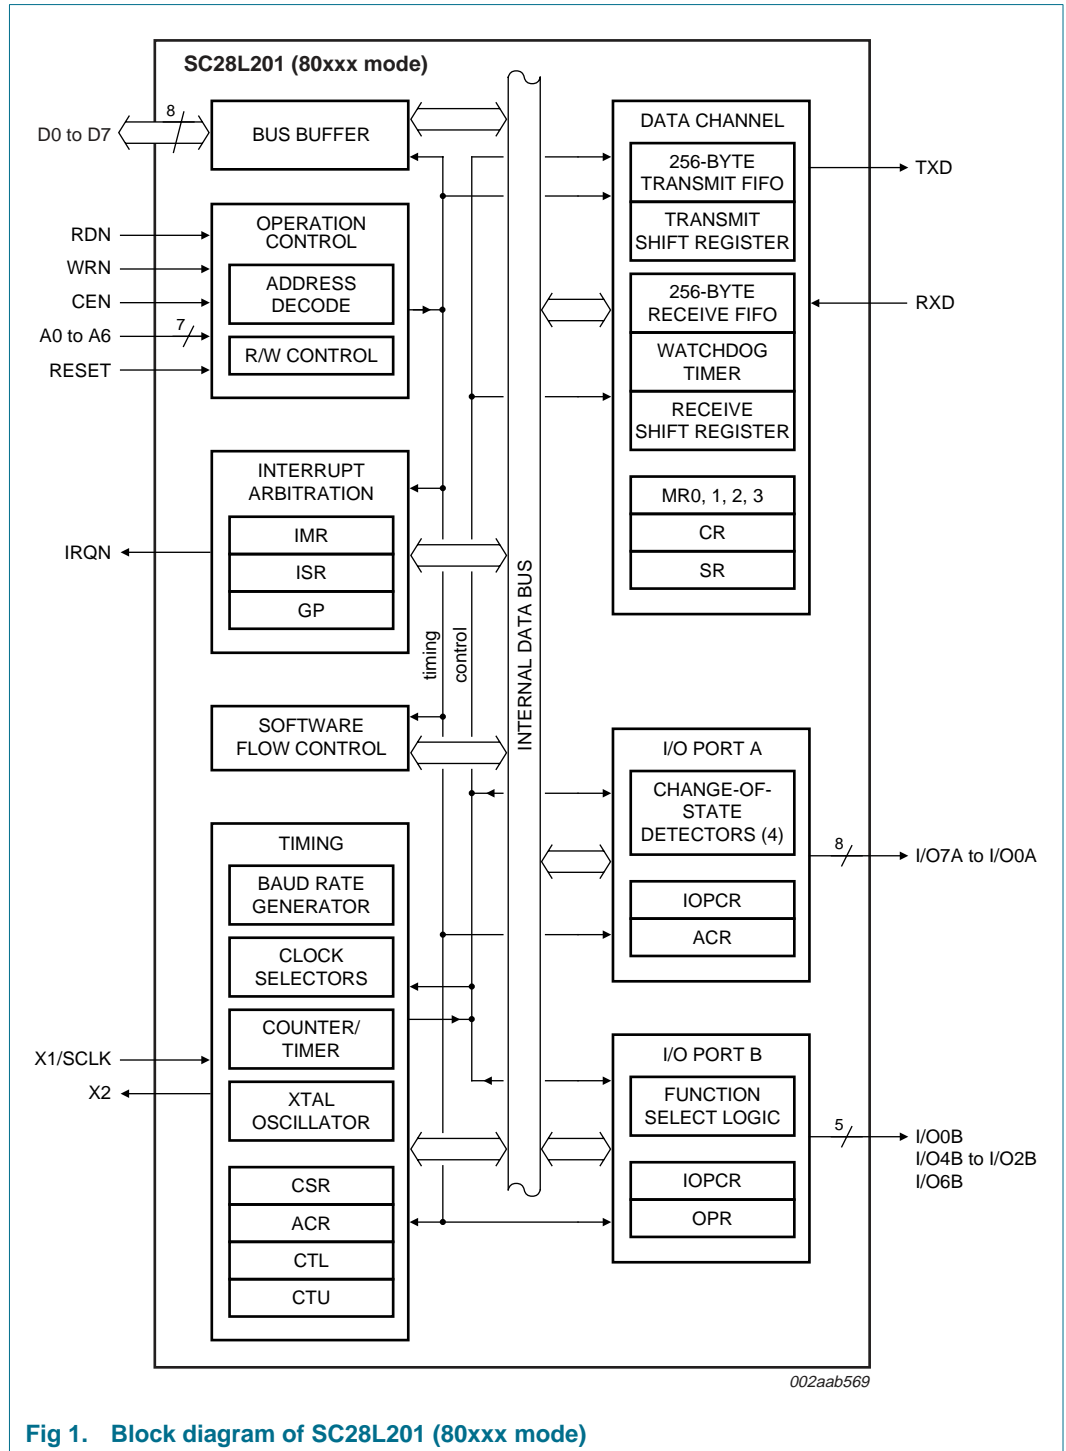 SC28L201 (80xxx mode)
D0 to D7
8
BUS BUFFER
RDN
WRN
CEN
A0 to A6
7
RESET
OPERATION
CONTROL
ADDRESS
DECODE
R/W CONTROL
INTERRUPT
ARBITRATION
IMR
ISR
GP
IRQN
timing
control
INTERNAL DATA BUS
SOFTWARE
FLOW CONTROL
TIMING
BAUD RATE
GENERATOR
CLOCK
SELECTORS
COUNTER/
TIMER
XTAL
OSCILLATOR
CSR
ACR
CTL
CTU
X1/SCLK
X2
DATA CHANNEL
256-BYTE
TRANSMIT FIFO
TRANSMIT
SHIFT REGISTER
256-BYTE
RECEIVE FIFO
WATCHDOG
TIMER
RECEIVE
SHIFT REGISTER
MR0, 1, 2, 3
CR
SR
TXD
RXD
I/O PORT A
CHANGE-OF-
STATE
DETECTORS (4)
IOPCR
ACR
8
I/O7A to I/O0A
I/O PORT B
FUNCTION
SELECT LOGIC
IOPCR
OPR
5
I/O0B
I/O4B to I/O2B
I/O6B
002aab569
Fig 1. Block diagram of SC28L201 (80xxx mode)